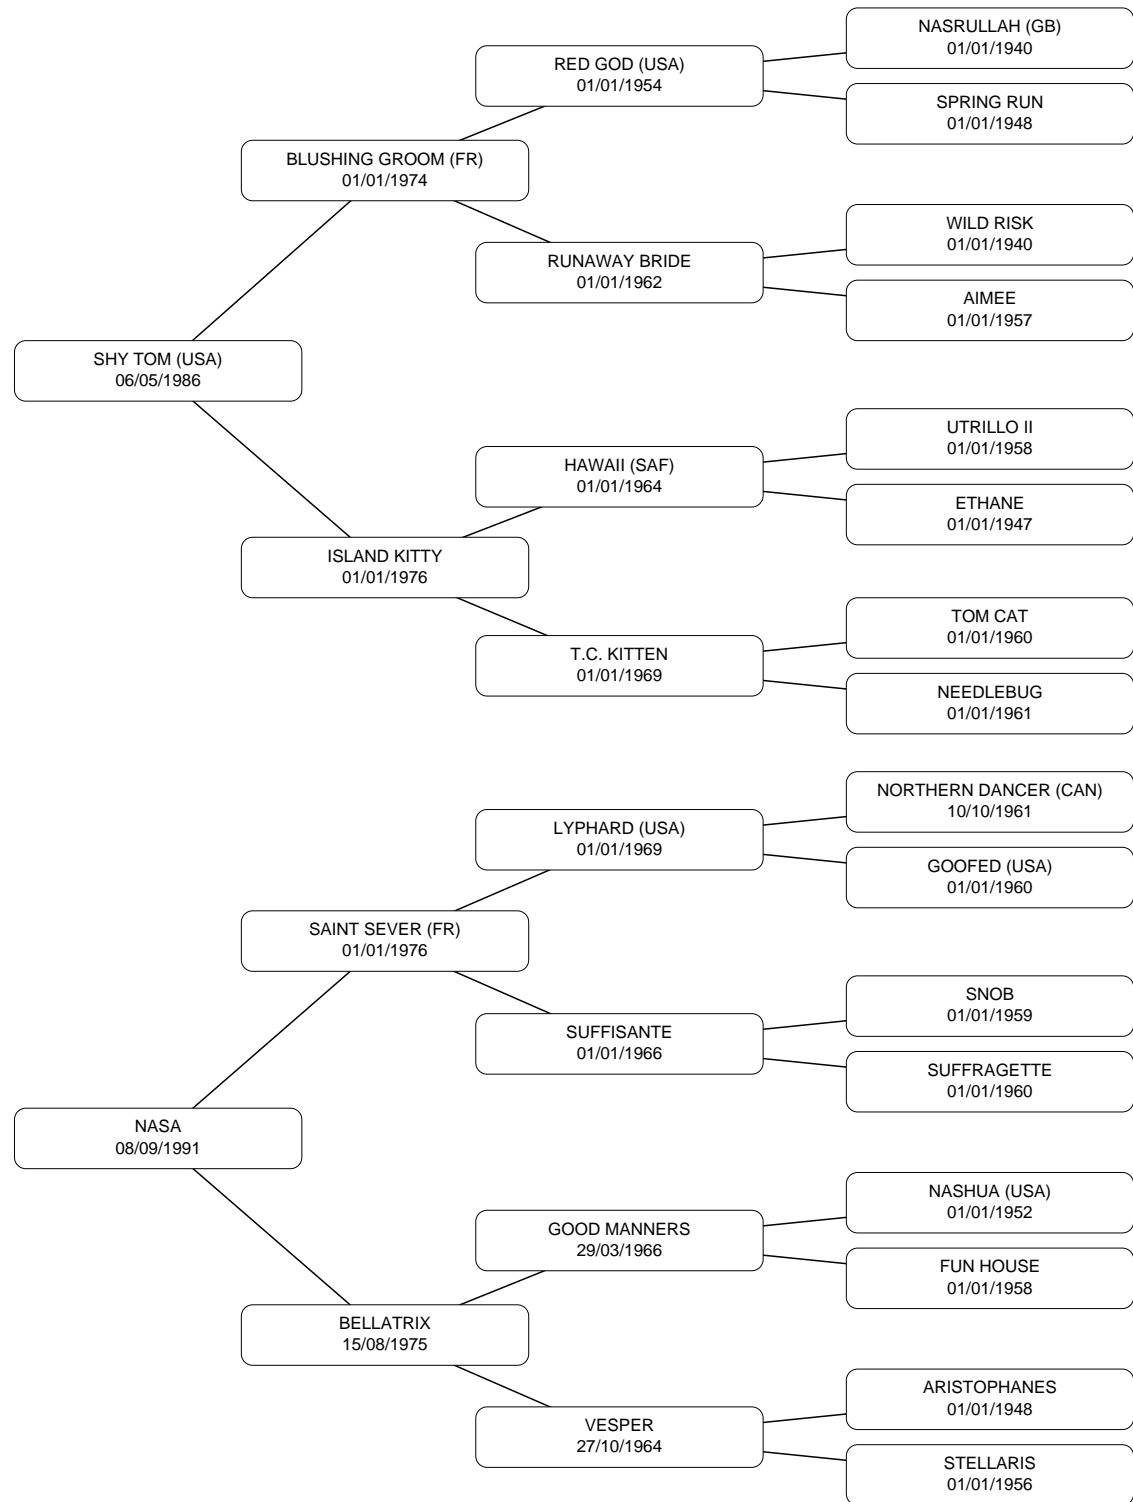 NASRULLAH (GB)
01/01/1940
RED GOD (USA)
01/01/1954
SPRING RUN
01/01/1948
BLUSHING GROOM (FR)
01/01/1974
WILD RISK
01/01/1940
RUNAWAY BRIDE
01/01/1962
AIMEE
01/01/1957
SHY TOM (USA)
06/05/1986
UTRILLO II
01/01/1958
HAWAII (SAF)
01/01/1964
ETHANE
01/01/1947
ISLAND KITTY
01/01/1976
TOM CAT
01/01/1960
T.C. KITTEN
01/01/1969
NEEDLEBUG
01/01/1961
NORTHERN DANCER (CAN)
10/10/1961
LYPHARD (USA)
01/01/1969
GOOFED (USA)
01/01/1960
SAINT SEVER (FR)
01/01/1976
SNOB
01/01/1959
SUFFISANTE
01/01/1966
SUFFRAGETTE
01/01/1960
NASA
08/09/1991
NASHUA (USA)
01/01/1952
GOOD MANNERS
29/03/1966
FUN HOUSE
01/01/1958
BELLATRIX
15/08/1975
ARISTOPHANES
01/01/1948
VESPER
27/10/1964
STELLARIS
01/01/1956